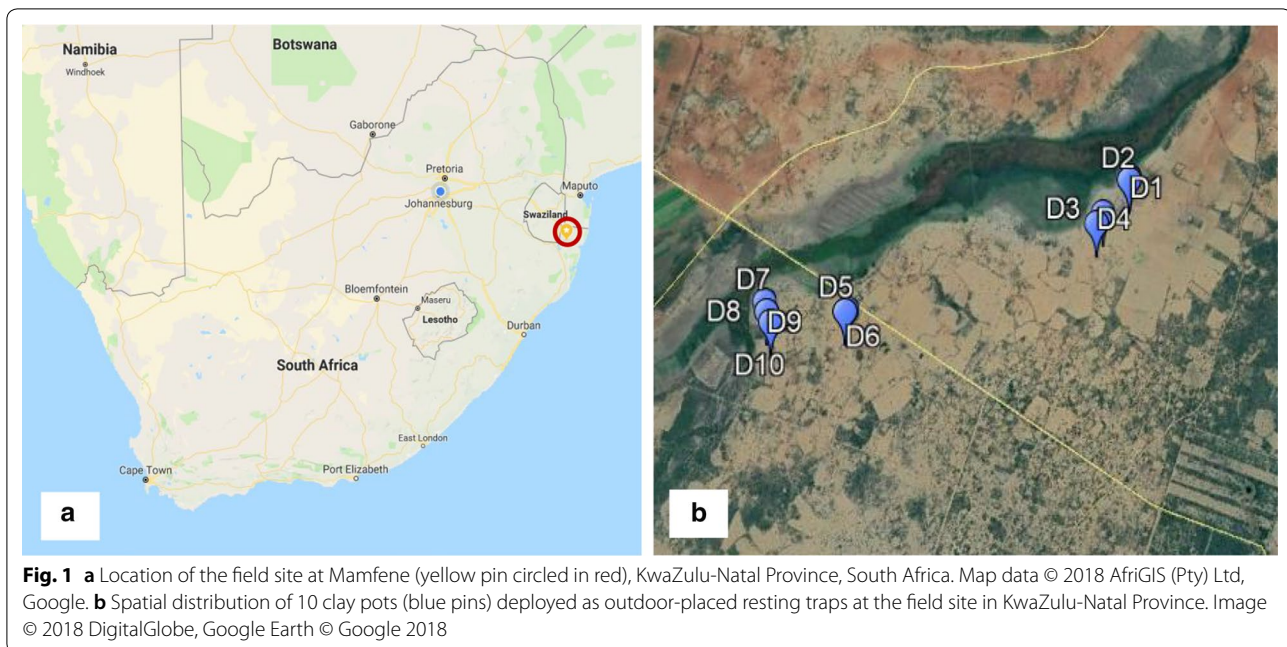 Namibia
Windhoek
Botswana
Gaborone
Pretoria
Johannesburg
Maputo
Swaziland
Bloemfontein
Maseru
Lesotho
Durban
South Africa
East London
Port Elizabeth
Cape Town
a
D2
D1
D3
D4
D7
D5
D8
D9
D6
D10
b
Fig. 1 a Location of the field site at Mamfene (yellow pin circled in red), KwaZulu-Natal Province, South Africa. Map data © 2018 AfriGIS (Pty) Ltd,
Google. b Spatial distribution of 10 clay pots (blue pins) deployed as outdoor-placed resting traps at the field site in KwaZulu-Natal Province. Image
© 2018 DigitalGlobe, Google Earth © Google 2018